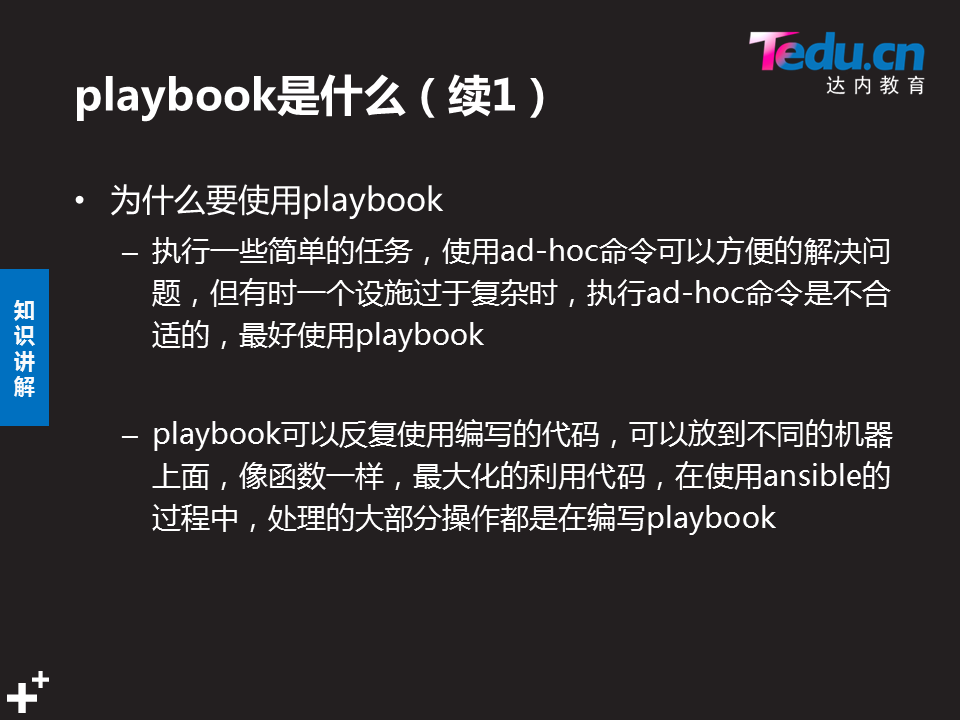 Tedu.cn
达内教育
playbook是什么（续1）
• 为什么要使用playbook
– 执行一些简单的任务，使用ad-hoc命令可以方便的解决问
题，但有时一个设施过于复杂时，执行ad-hoc命令是不合
适的，最好使用playbook
知
识
讲
解
– playbook可以反复使用编写的代码，可以放到不同的机器
上面，像函数一样，最大化的利用代码，在使用ansible的
过程中，处理的大部分操作都是在编写playbook